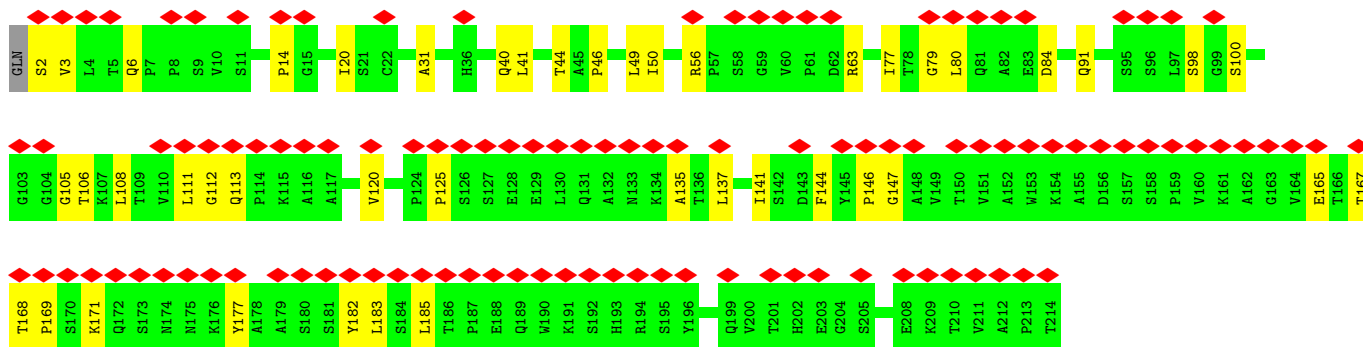 GLN S2 V3 L4 T5 Q6 P7 P8 S9 V10 S11 P14 G15 I20 S21 C22 A31 H36 Q40 L41 T44 A45 P46 L49 I50 R56 P57 S58 G59 V60 P61 D62 R63 I77 T78 G79 L80 Q81 A82 E83 D84 Q91 S95 S96 L97 S98 G99 S100
G103 G104 G105 T106 K107 L108 T109 V110 L111 G112 Q113 P114 K115 A116 A117 V120 P124 P125 S126 S127 E128 E129 L130 Q131 A132 N133 K134 A135 T136 L137 I141 S142 D143 F144 Y145 P146 G147 A148 V149 T150 V151 A152 W153 K154 A155 D156 S157 S158 P159 V160 K161 A162 G163 V164 E165 T166 T167
T168 P169 S170 K171 Q172 S173 N174 N175 K176 Y177 A178 A179 S180 S181 Y182 L183 S184 L185 T186 P187 E188 Q189 W190 K191 S192 H193 R194 S195 Y196 Q199 V200 T201 H202 E203 G204 S205 E208 K209 T210 V211 A212 P213 T214